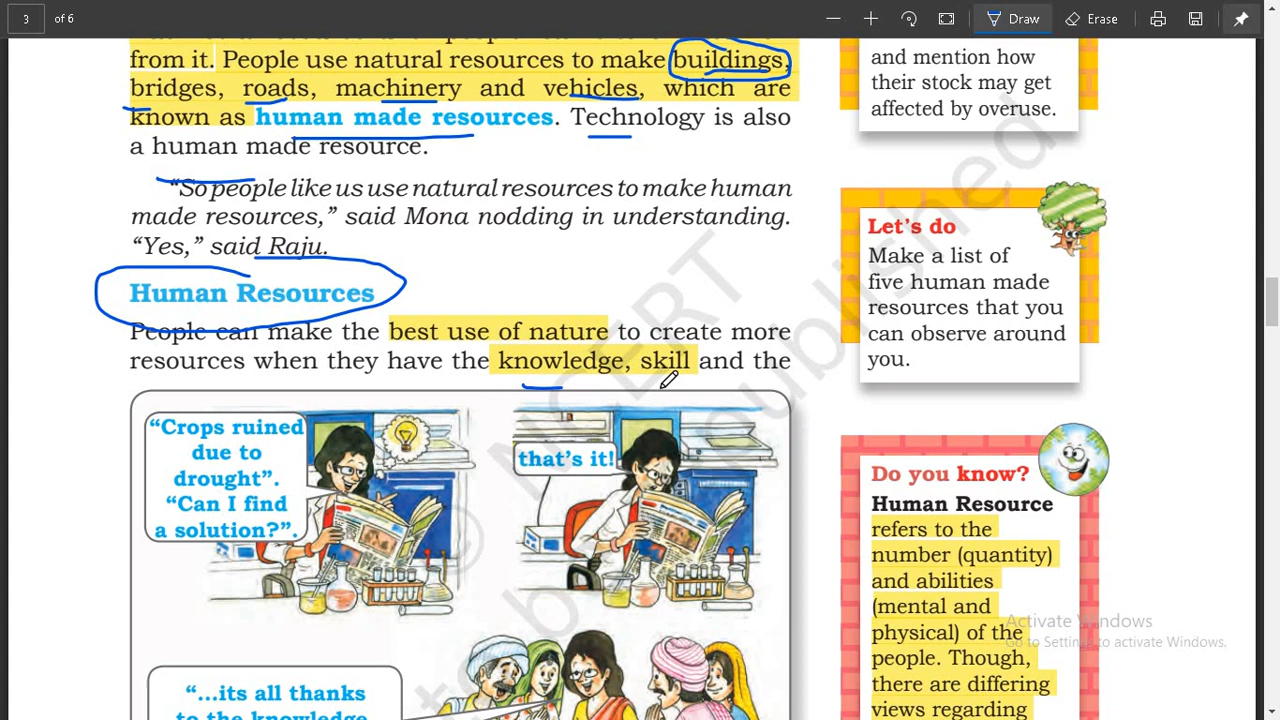 3 of 6
Draw
Erase
from it. People use natural resources to make buildings,
bridges, roads, machinery and vehicles, which are
known as human made resources. Technology is also
a human made resource.
“So people like us use natural resources to make human
made resources,” said Mona nodding in understanding.
“Yes,” said Raju.
Human Resources
People can make the best use of nature to create more
resources when they have the knowledge, skill and the
“Crops ruined
due to
drought”.
“Can I find
a solution?”.
that’s it!
“...its all thanks
to the knowledge
and mention how
their stock may get
affected by overuse.
Let’s do
Make a list of
five human made
resources that you
can observe around
you.
Do you know?
Human Resource
refers to the
number (quantity)
and abilities
(mental and
physical) of the
people. Though,
there are differing
views regarding
Activate Windows
Go to Settings to activate Windows.
© NCERT